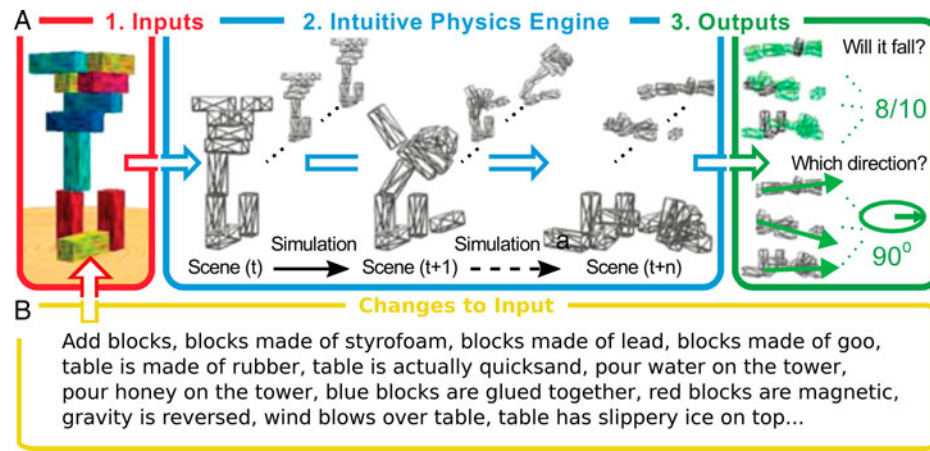 A
1. Inputs
2. Intuitive Physics Engine
3. Outputs
Will it fall?
8/10
Which direction?
90°
a
Simulation
Simulation
Scene (t)
Scene (t+1)
Scene (t+n)
B
Changes to Input
Add blocks, blocks made of styrofoam, blocks made of lead, blocks made of goo,
table is made of rubber, table is actually quicksand, pour water on the tower,
pour honey on the tower, blue blocks are glued together, red blocks are magnetic,
gravity is reversed, wind blows over table, table has slippery ice on top...